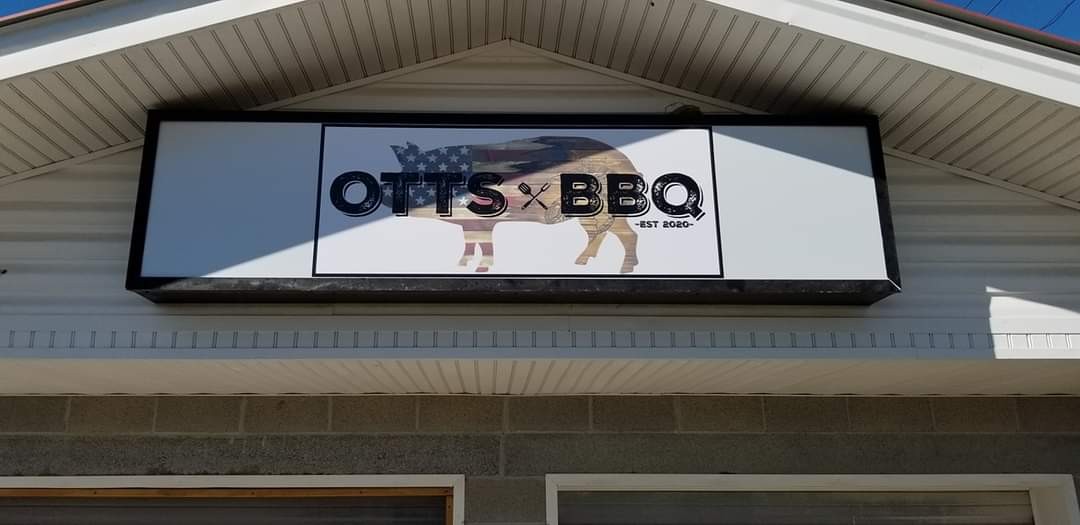 OTTS BBQ
-EST 2020-